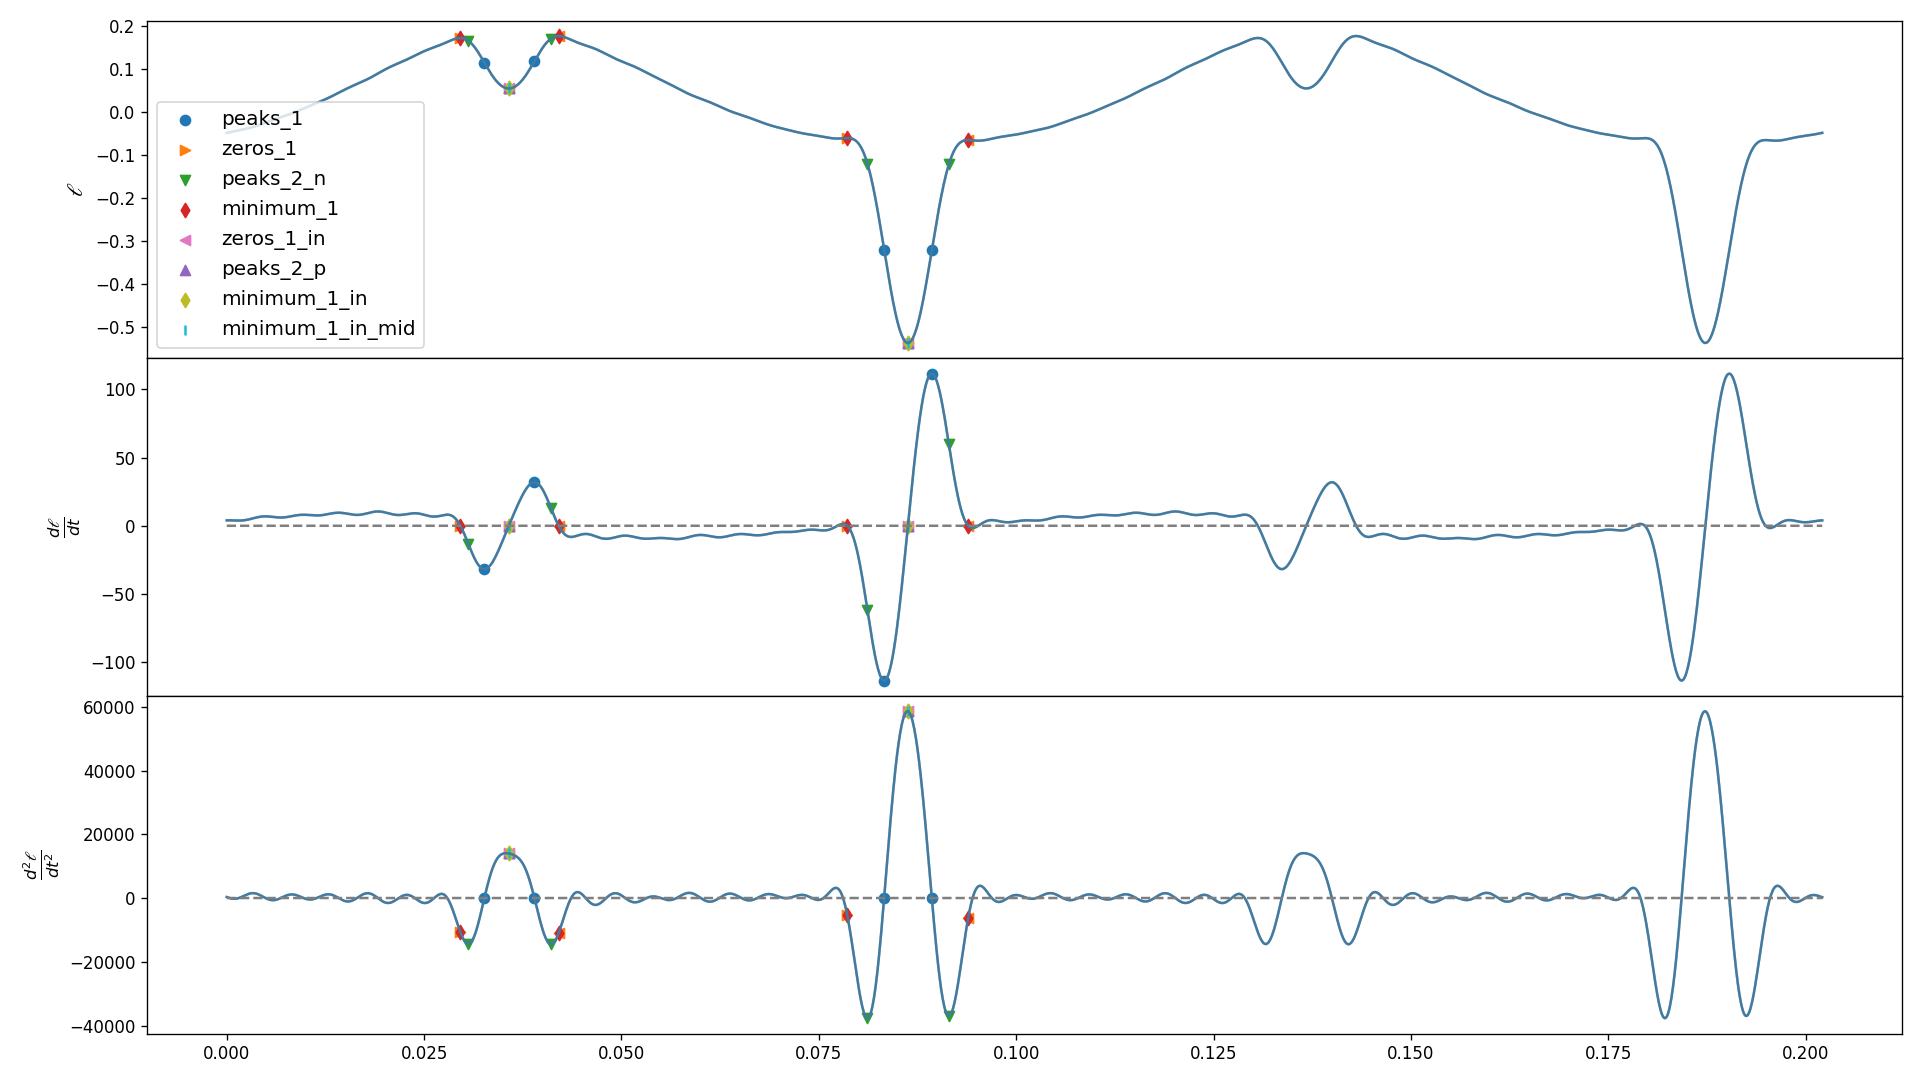 0.2
0.1
0.0
−0.1
−0.2
−0.3
−0.4
−0.5
ℓ
peaks_1
zeros_1
peaks_2_n
minimum_1
zeros_1_in
peaks_2_p
minimum_1_in
minimum_1_in_mid
100
50
0
−50
−100
dℓ
dt
60000
40000
20000
0
−20000
−40000
d²ℓ
dt²
0.000 0.025 0.050 0.075 0.100 0.125 0.150 0.175 0.200